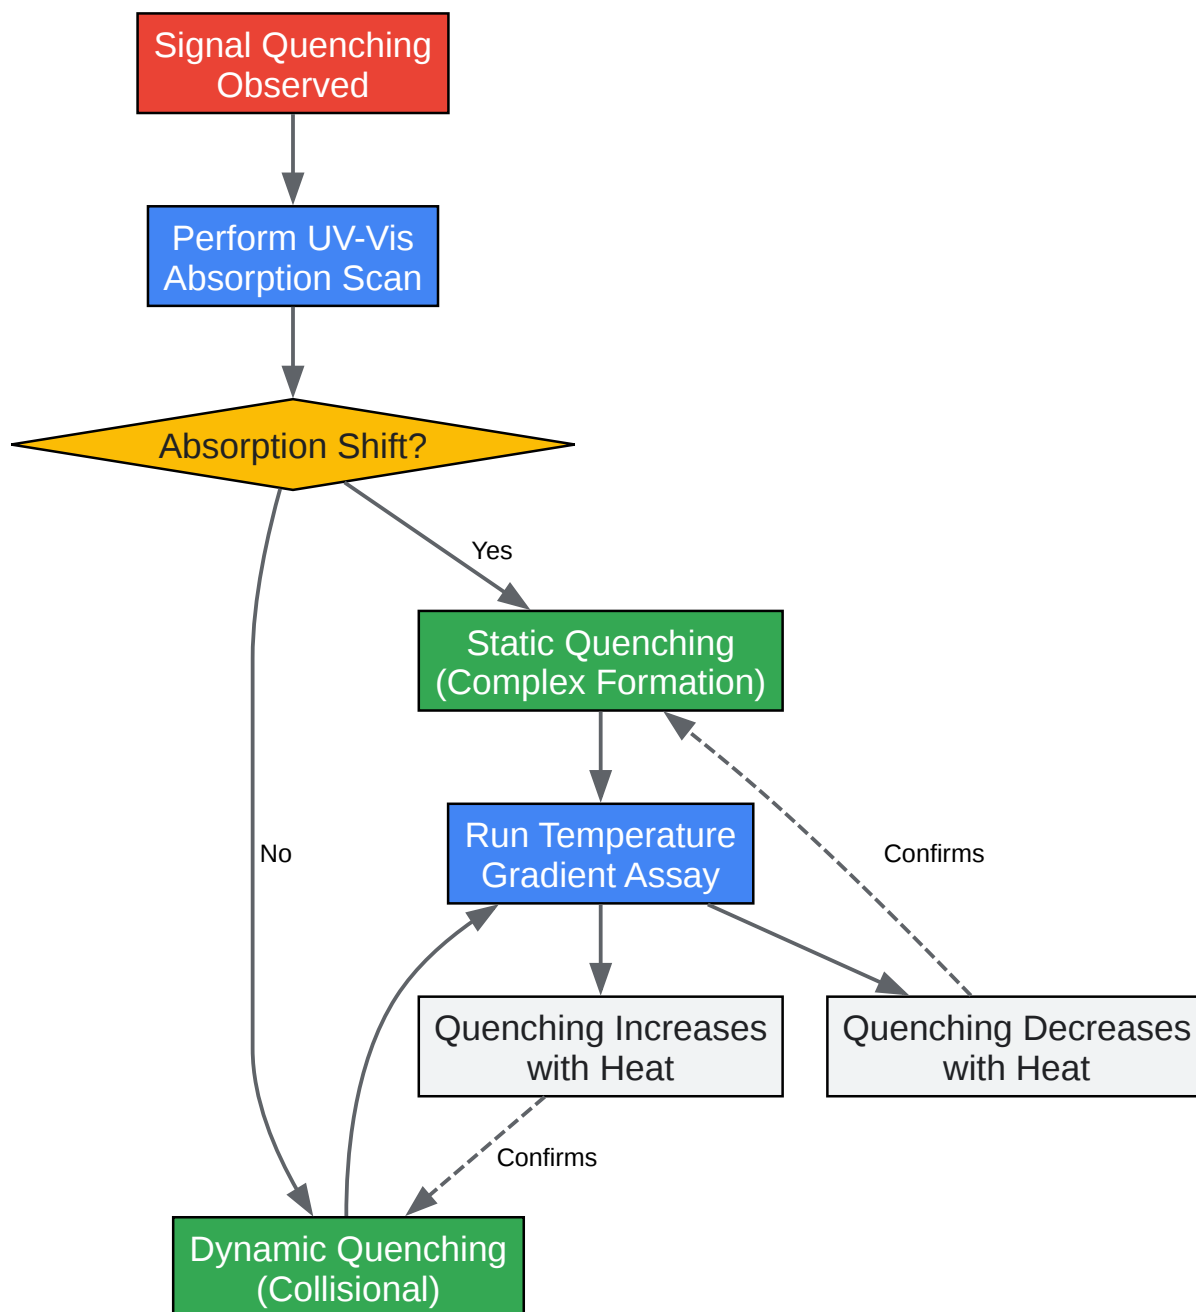 Signal Quenching
Observed
Perform UV-Vis
Absorption Scan
Absorption Shift?
Yes
Static Quenching
(Complex Formation)
Run Temperature
Gradient Assay
No
Confirms
Quenching Increases
with Heat
Quenching Decreases
with Heat
Confirms
Dynamic Quenching
(Collisional)